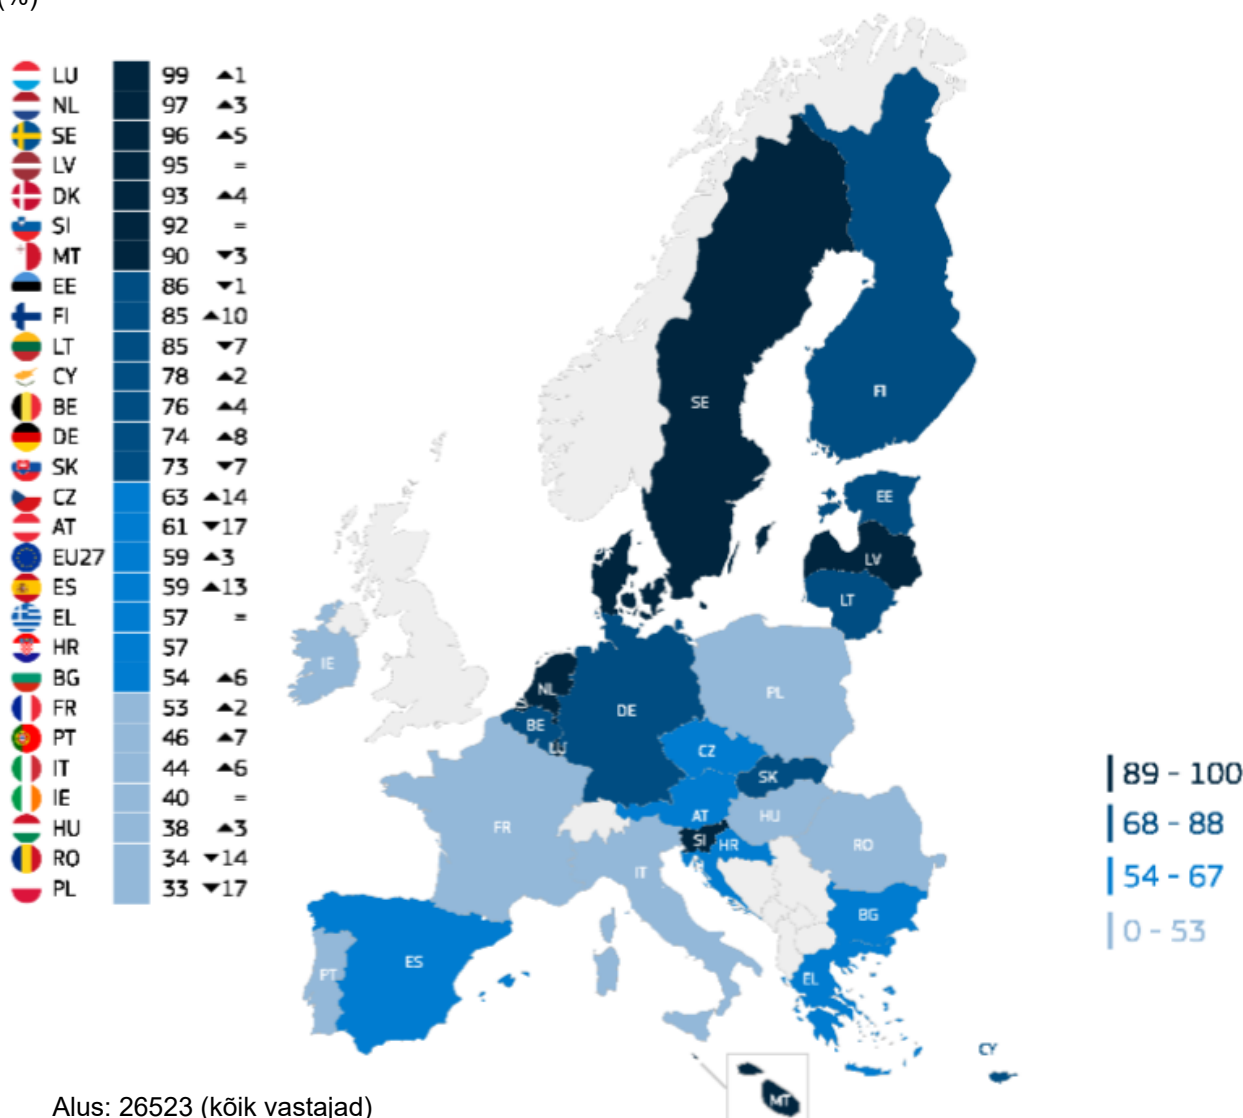 (%)
LU 99 ▲1
NL 97 ▲3
SE 96 ▲5
LV 95 =
DK 93 ▲4
SI 92 =
MT 90 ▼3
EE 86 ▼1
FI 85 ▲10
LT 85 ▼7
CY 78 ▲2
BE 76 ▲4
DE 74 ▲8
SK 73 ▼7
CZ 63 ▲14
AT 61 ▼17
EU27 59 ▲3
ES 59 ▲13
EL 57 =
HR 57
BG 54 ▲6
FR 53 ▲2
PT 46 ▲7
IT 44 ▲6
IE 40 =
HU 38 ▲3
RO 34 ▼14
PL 33 ▼17
SE
FI
EE
LV
LT
IE
NL
PL
DE
BE
LU
CZ
SK
AT
HU
FR
SI
HR
RO
IT
BG
ES
PT
EL
CY
MT
89 - 100
68 - 88
54 - 67
0 - 53
Alus: 26523 (kõik vastajad)